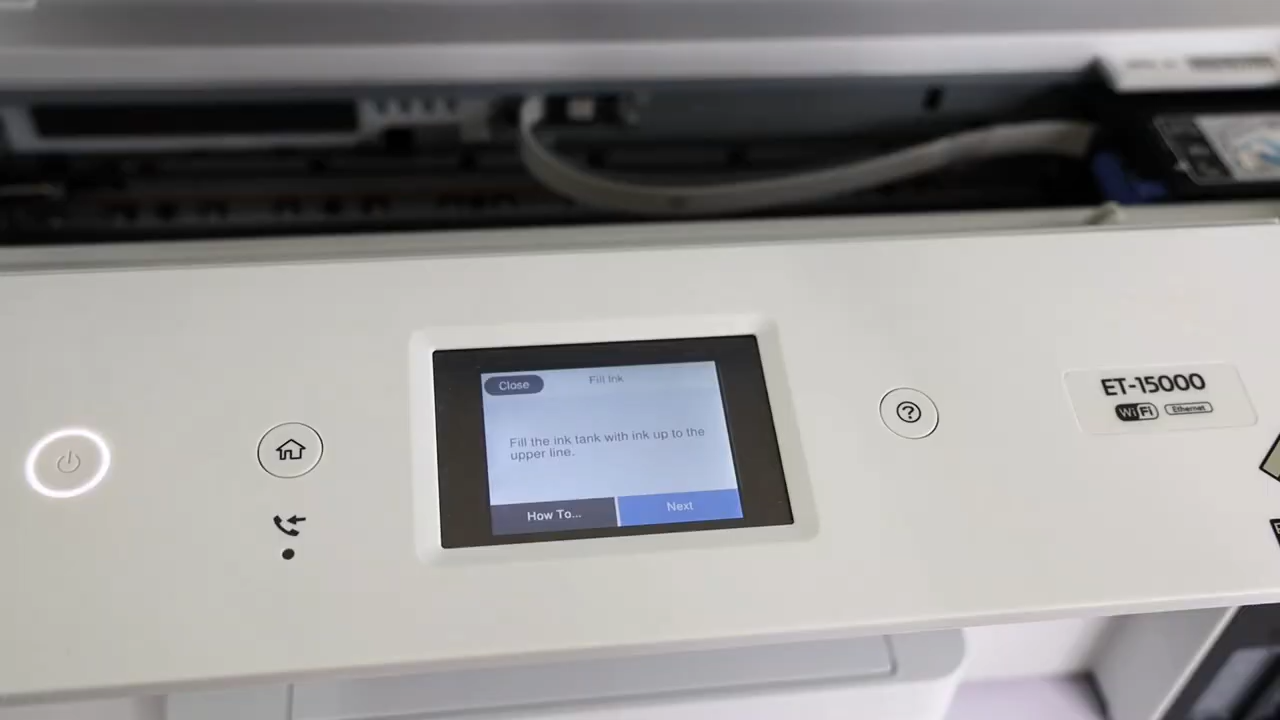 Close
Fill Ink
Fill the ink tank with ink up to the
upper line.
How To...
Next
ET-15000
WiFi
Ethernet